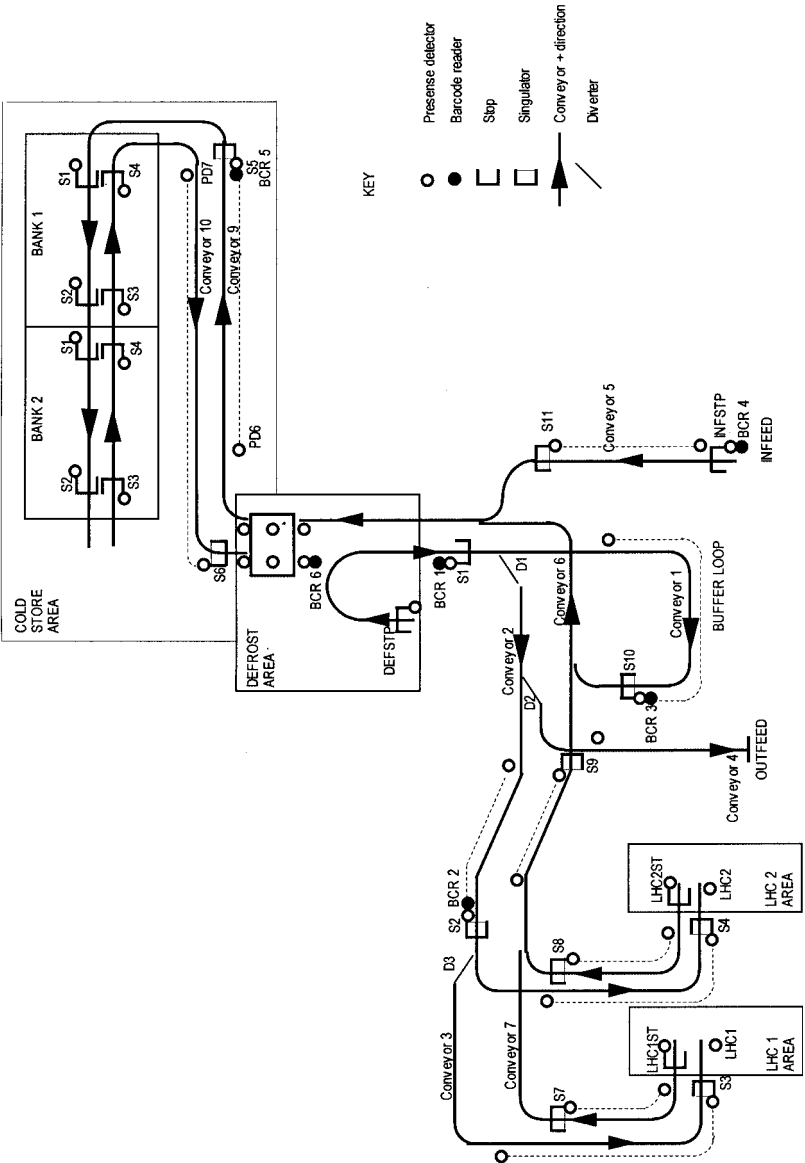 COLD
STORE
AREA
BANK 2
BANK 1
S2
S1
S2
S1
S3
S4
S3
S4
Conveyor 10
Conveyor 9
PD7
S5
BCR 5
PD6
S6
DEFROST
AREA
BCR 6
DEFSTP
BCR 1
S1
D1
Conveyor 2
D2
Conveyor 6
Conveyor 1
BUFFER LOOP
S10
BCR 3
S9
Conveyor 4
OUTFEED
S11
Conveyor 5
INFSTP
BCR 4
INFEED
BCR 2
S2
D3
Conveyor 3
Conveyor 7
S8
S7
LHC2ST
LHC2
S4
LHC 2
AREA
LHC1ST
LHC1
S3
LHC 1
AREA
KEY
Presense detector
Barcode reader
Stop
Singulator
Conveyor + direction
Diverter